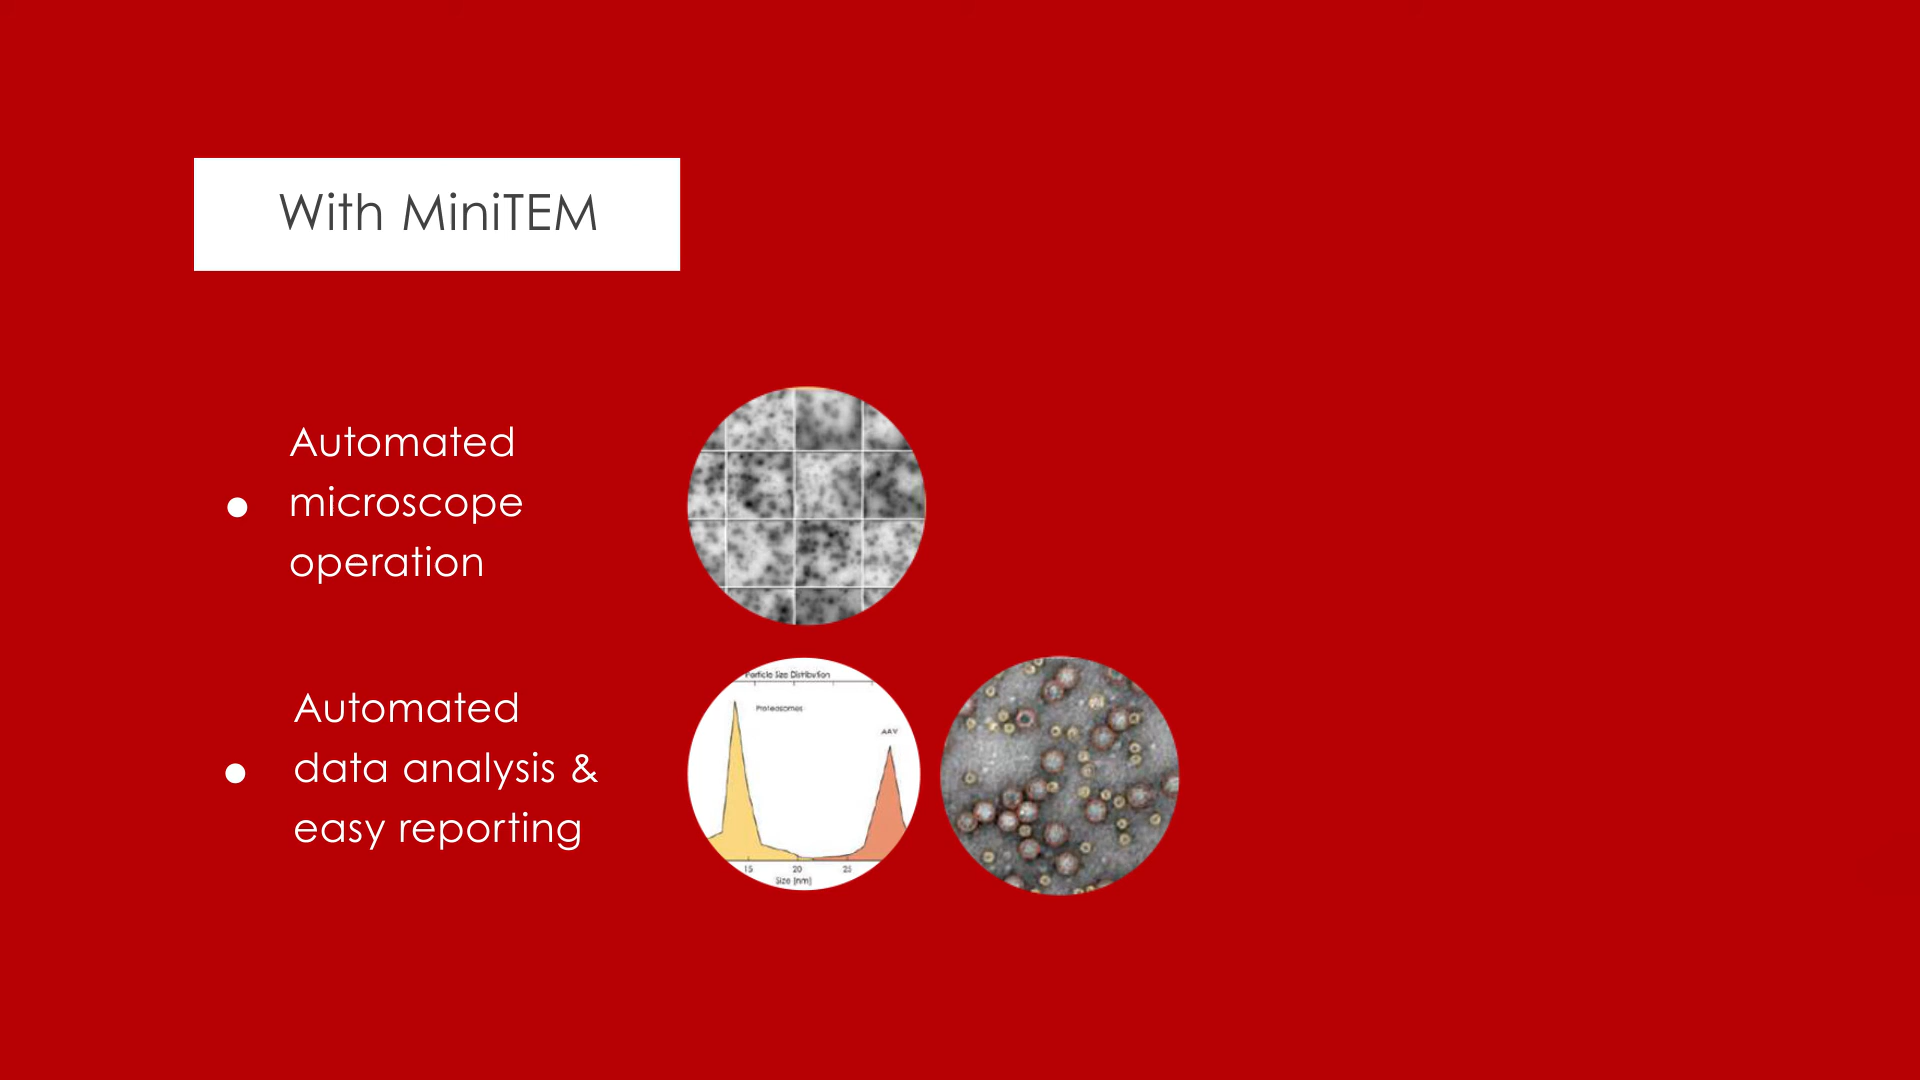 With MiniTEM
Automated
microscope
operation
Automated
data analysis &
easy reporting
Particle Size Distribution
Proteasomes
AAV
15 20 25
Size [nm]